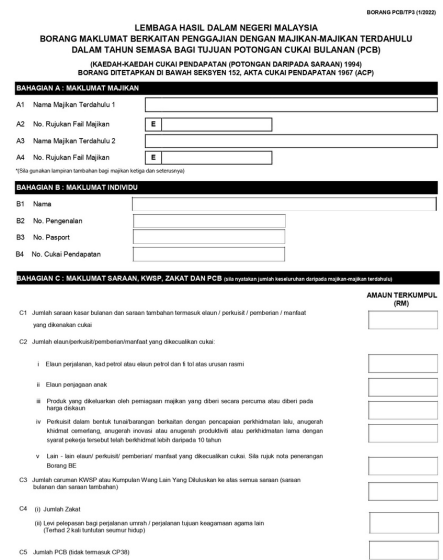 BORANG PCB/TP3 (1/2022)
LEMBAGA HASIL DALAM NEGERI MALAYSIA
BORANG MAKLUMAT BERKAITAN PENGGAJIAN DENGAN MAJIKAN-MAJIKAN TERDAHULU
DALAM TAHUN SEMASA BAGI TUJUAN POTONGAN CUKAI BULANAN (PCB)
(KAEDAH-KAEDAH CUKAI PENDAPATAN (POTONGAN DARIPADA SARAAN) 1994)
BORANG DITETAPKAN DI BAWAH SEKSYEN 152, AKTA CUKAI PENDAPATAN 1967 (ACP)
BAHAGIAN A : MAKLUMAT MAJIKAN
A1 Nama Majikan Terdahulu 1
A2 No. Rujukan Fail Majikan E
A3 Nama Majikan Terdahulu 2
A4 No. Rujukan Fail Majikan E
*(Sila gunakan lampiran tambahan bagi majikan ketiga dan seterusnya)
BAHAGIAN B : MAKLUMAT INDIVIDU
B1 Nama
B2 No. Pengenalan
B3 No. Pasport
B4 No. Cukai Pendapatan
BAHAGIAN C : MAKLUMAT SARAAN, KWSP, ZAKAT DAN PCB (sila nyatakan jumlah keseluruhan daripada majikan-majikan terdahulu)
AMAUN TERKUMPUL
(RM)
C1 Jumlah saraan kasar bulanan dan saraan tambahan termasuk elaun / perkuisit / pemberian / manfaat
yang dikenakan cukai
C2 Jumlah elaun/perkuisit/pemberian/manfaat yang dikecualikan cukai:
i Elaun perjalanan, kad petrol atau elaun petrol dan fi tol atas urusan rasmi
ii Elaun penjagaan anak
iii Produk yang dikeluarkan oleh perniagaan majikan yang diberi secara percuma atau diberi pada
harga diskaun
iv Perkuisit dalam bentuk tunai/barangan berkaitan dengan pencapaian perkhidmatan lalu, anugerah
khidmat cemerlang, anugerah inovasi atau anugerah produktiviti atau perkhidmatan lama dengan
syarat pekerja tersebut telah berkhidmat lebih daripada 10 tahun
v Lain - lain elaun/ perkuisit/ pemberian/ manfaat yang dikecualikan cukai. Sila rujuk nota penerangan
Borang BE
C3 Jumlah caruman KWSP atau Kumpulan Wang Lain Yang Diluluskan ke atas semua saraan (saraan
bulanan dan saraan tambahan)
C4 (i) Jumlah Zakat
(ii) Levi pelepasan bagi perjalanan umrah / perjalanan tujuan keagamaan agama lain
(Terhad 2 kali tuntutan seumur hidup)
C5 Jumlah PCB (tidak termasuk CP38)